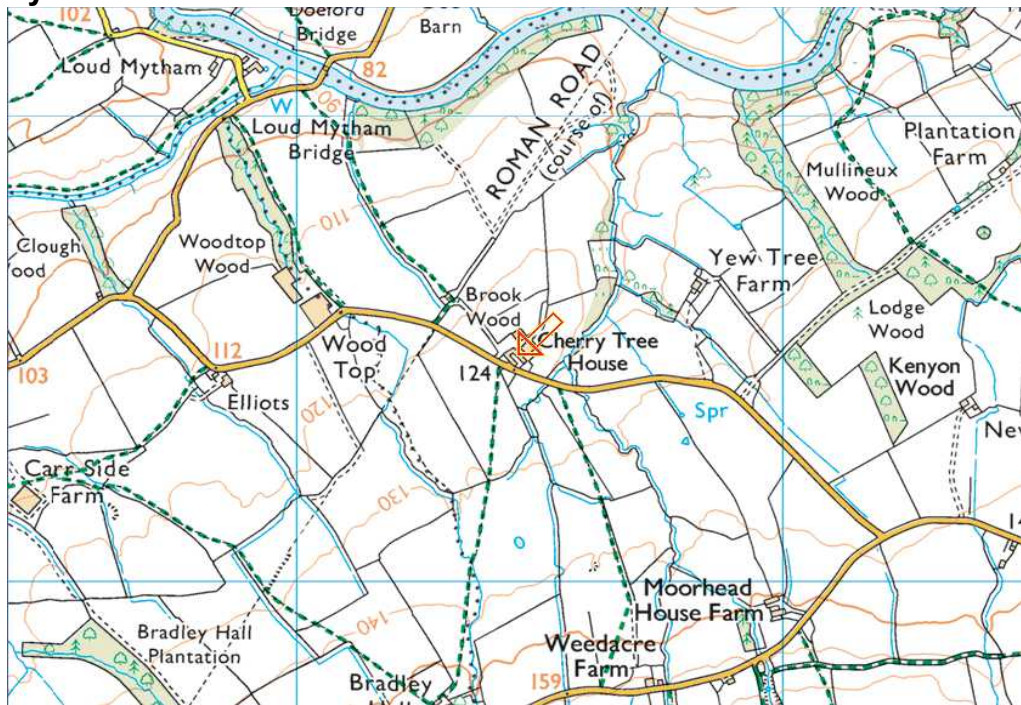 102
Doeford
Bridge
Barn
Loud Mytham
82
W
90
Loud Mytham
Bridge
ROMAN ROAD
(course of)
Plantation
Farm
Mullineux
Wood
110
Clough
Wood
Woodtop
Wood
Brook
Wood
Yew Tree
Farm
Lodge
Wood
Cherry Tree
House
Wood
Top
124
112
103
Elliots
120
Kenyon
Wood
Spr
New
Carr Side
Farm
130
14
Moorhead
House Farm
140
Bradley Hall
Plantation
Weedacre
Farm
159
Bradley